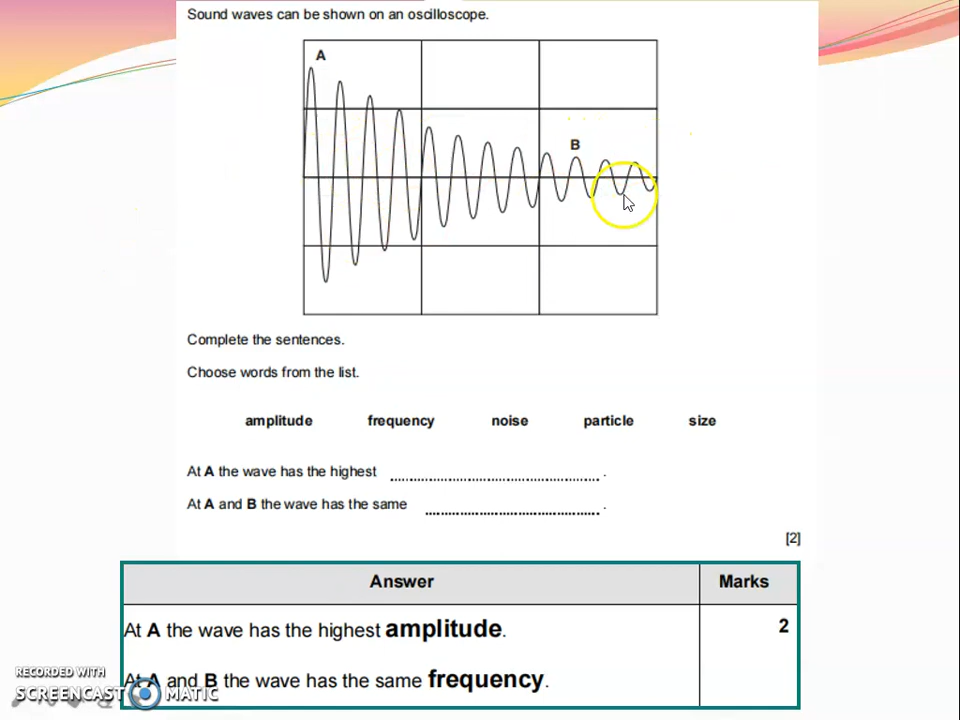 Sound waves can be shown on an oscilloscope.
A
B
Complete the sentences.
Choose words from the list.
amplitude frequency noise particle size
At A the wave has the highest .
At A and B the wave has the same .
[2]
Answer Marks
At A the wave has the highest amplitude. 2
At A and B the wave has the same frequency.
RECORDED WITH
SCREENCAST MATIC